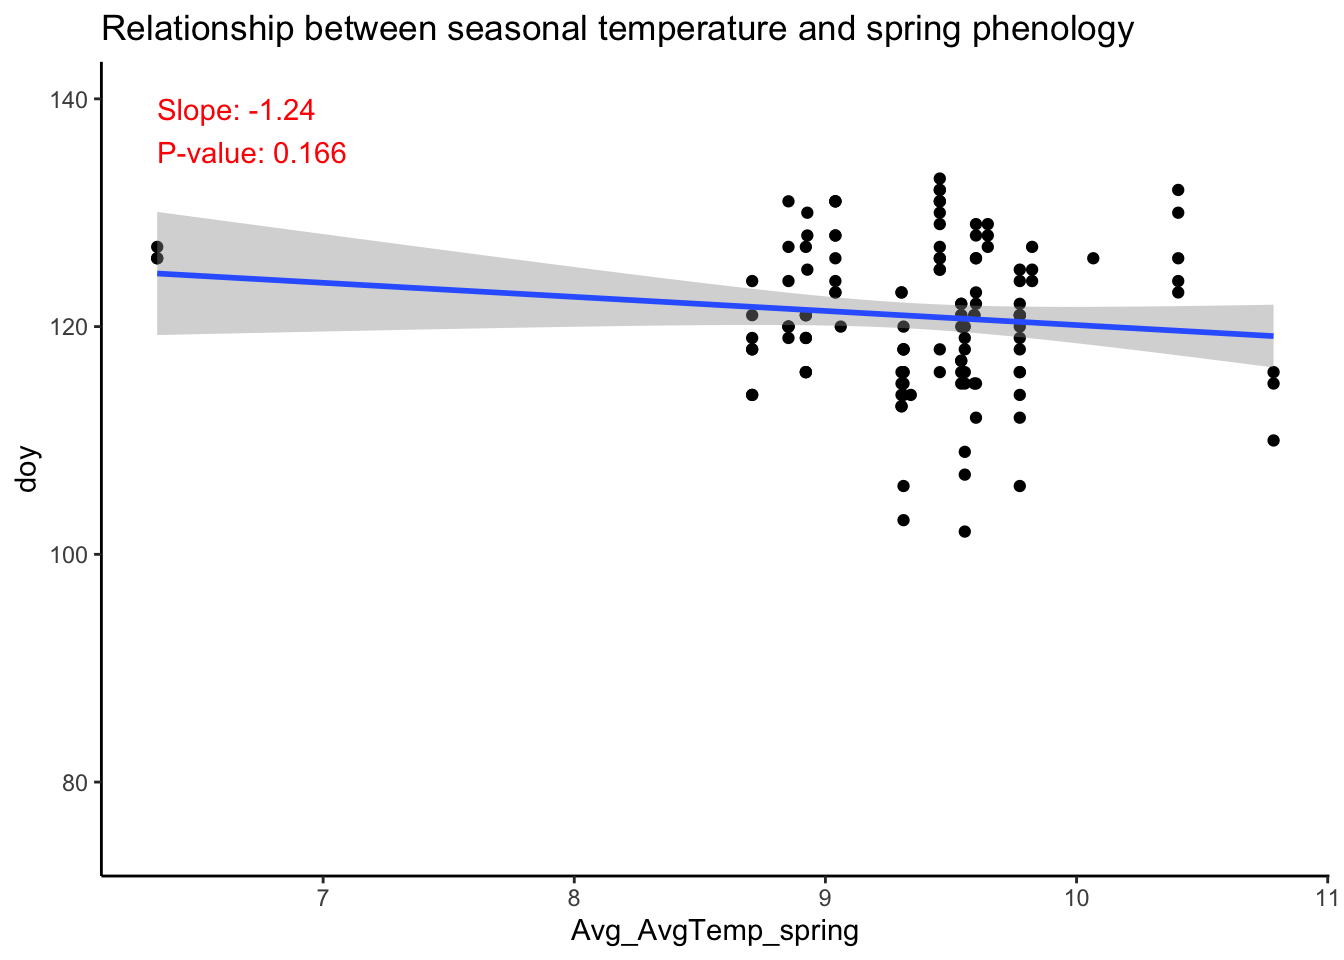 Relationship between seasonal temperature and spring phenology
140
Slope: -1.24
P-value: 0.166
120
doy
100
80
7 8 9 10 11
Avg_AvgTemp_spring